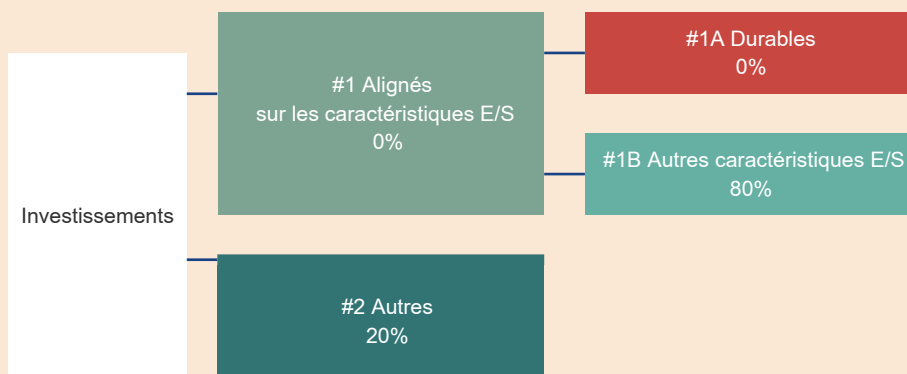 Investissements
#1 Alignés
sur les caractéristiques E/S
0%
#1A Durables
0%
#1B Autres caractéristiques E/S
80%
#2 Autres
20%